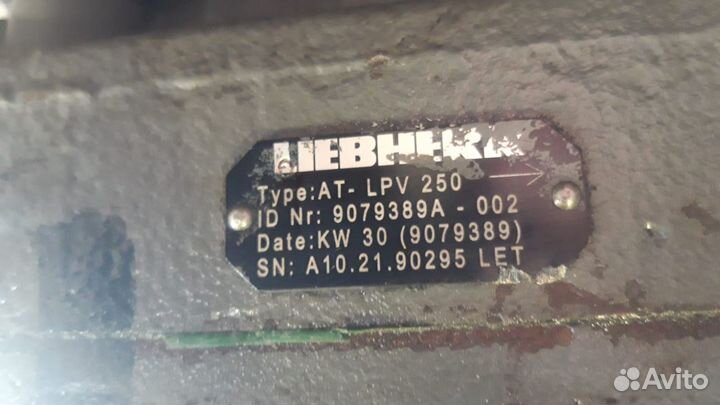 LIEBHERR
Type:AT- LPV 250
ID Nr: 9079389A - 002
Date:KW 30 (9079389)
SN: A10.21.90295 LET
Avito